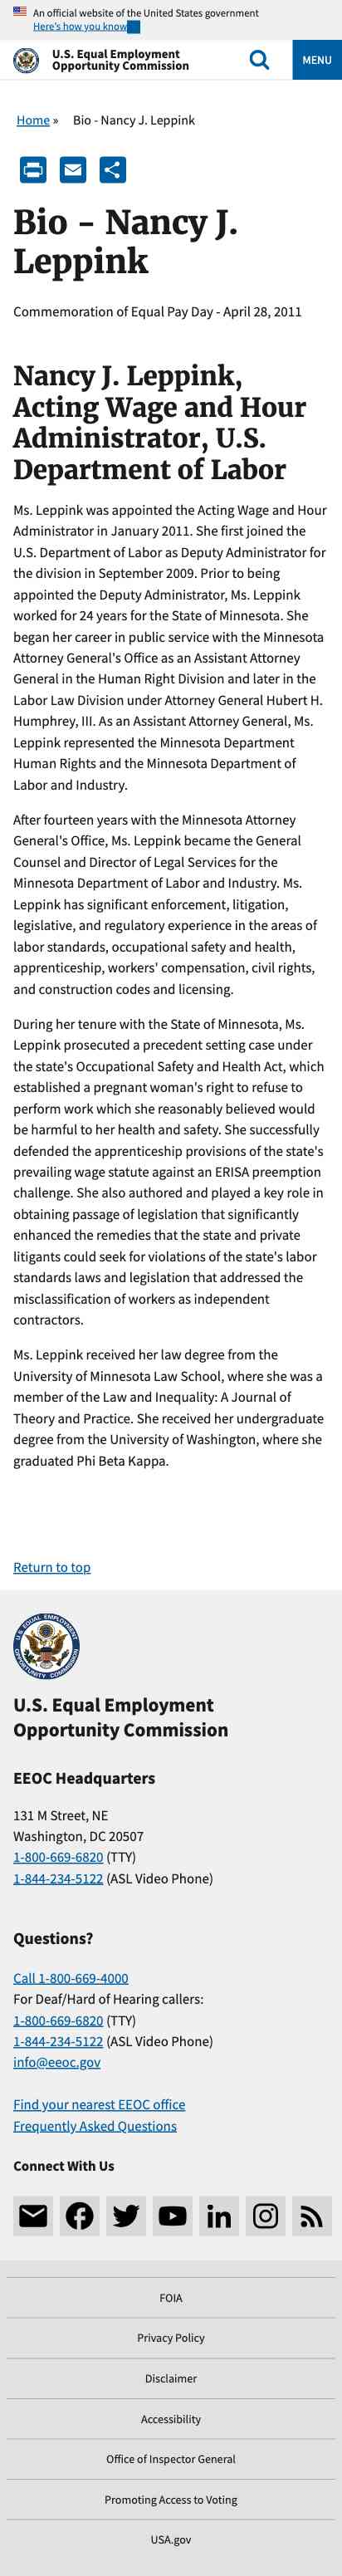 An official website of the United States government
Here's how you know
U.S. Equal Employment
Opportunity Commission
MENU
Home » Bio - Nancy J. Leppink
Bio - Nancy J.
Leppink
Commemoration of Equal Pay Day - April 28, 2011
Nancy J. Leppink,
Acting Wage and Hour
Administrator, U.S.
Department of Labor
Ms. Leppink was appointed the Acting Wage and Hour
Administrator in January 2011. She first joined the
U.S. Department of Labor as Deputy Administrator for
the division in September 2009. Prior to being
appointed the Deputy Administrator, Ms. Leppink
worked for 24 years for the State of Minnesota. She
began her career in public service with the Minnesota
Attorney General's Office as an Assistant Attorney
General in the Human Right Division and later in the
Labor Law Division under Attorney General Hubert H.
Humphrey, III. As an Assistant Attorney General, Ms.
Leppink represented the Minnesota Department
Human Rights and the Minnesota Department of
Labor and Industry.
After fourteen years with the Minnesota Attorney
General's Office, Ms. Leppink became the General
Counsel and Director of Legal Services for the
Minnesota Department of Labor and Industry. Ms.
Leppink has significant enforcement, litigation,
legislative, and regulatory experience in the areas of
labor standards, occupational safety and health,
apprenticeship, workers' compensation, civil rights,
and construction codes and licensing.
During her tenure with the State of Minnesota, Ms.
Leppink prosecuted a precedent setting case under
the state's Occupational Safety and Health Act, which
established a pregnant woman's right to refuse to
perform work which she reasonably believed would
be harmful to her health and safety. She successfully
defended the apprenticeship provisions of the state's
prevailing wage statute against an ERISA preemption
challenge. She also authored and played a key role in
obtaining passage of legislation that significantly
enhanced the remedies that the state and private
litigants could seek for violations of the state's labor
standards laws and legislation that addressed the
misclassification of workers as independent
contractors.
Ms. Leppink received her law degree from the
University of Minnesota Law School, where she was a
member of the Law and Inequality: A Journal of
Theory and Practice. She received her undergraduate
degree from the University of Washington, where she
graduated Phi Beta Kappa.
Return to top
U.S. Equal Employment
Opportunity Commission
EEOC Headquarters
131 M Street, NE
Washington, DC 20507
1-800-669-6820 (TTY)
1-844-234-5122 (ASL Video Phone)
Questions?
Call 1-800-669-4000
For Deaf/Hard of Hearing callers:
1-800-669-6820 (TTY)
1-844-234-5122 (ASL Video Phone)
info@eeoc.gov
Find your nearest EEOC office
Frequently Asked Questions
Connect With Us
FOIA
Privacy Policy
Disclaimer
Accessibility
Office of Inspector General
Promoting Access to Voting
USA.gov